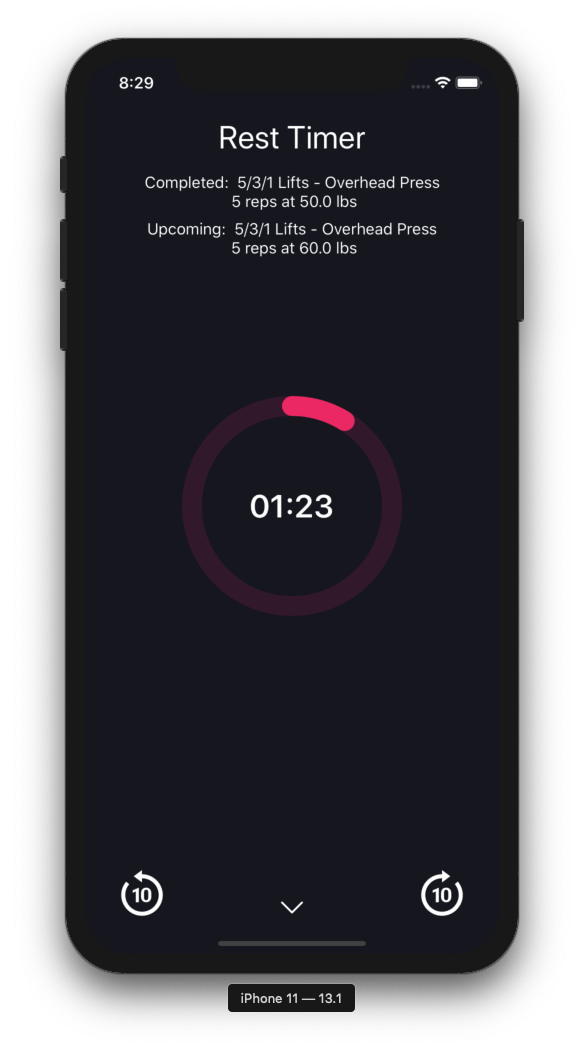 8:29
Rest Timer
Completed: 5/3/1 Lifts - Overhead Press
5 reps at 50.0 lbs
Upcoming: 5/3/1 Lifts - Overhead Press
5 reps at 60.0 lbs
01:23
10
10
iPhone 11 — 13.1